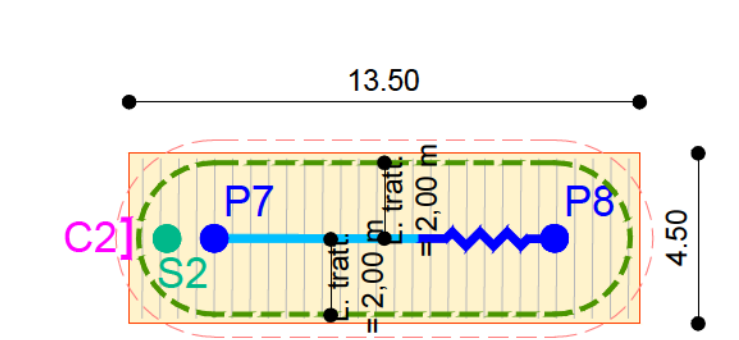 13.50
P7
P8
L. tratt.
= 2,00 m
C2]
S2
4.50
L. tratt.
= 2,00 m